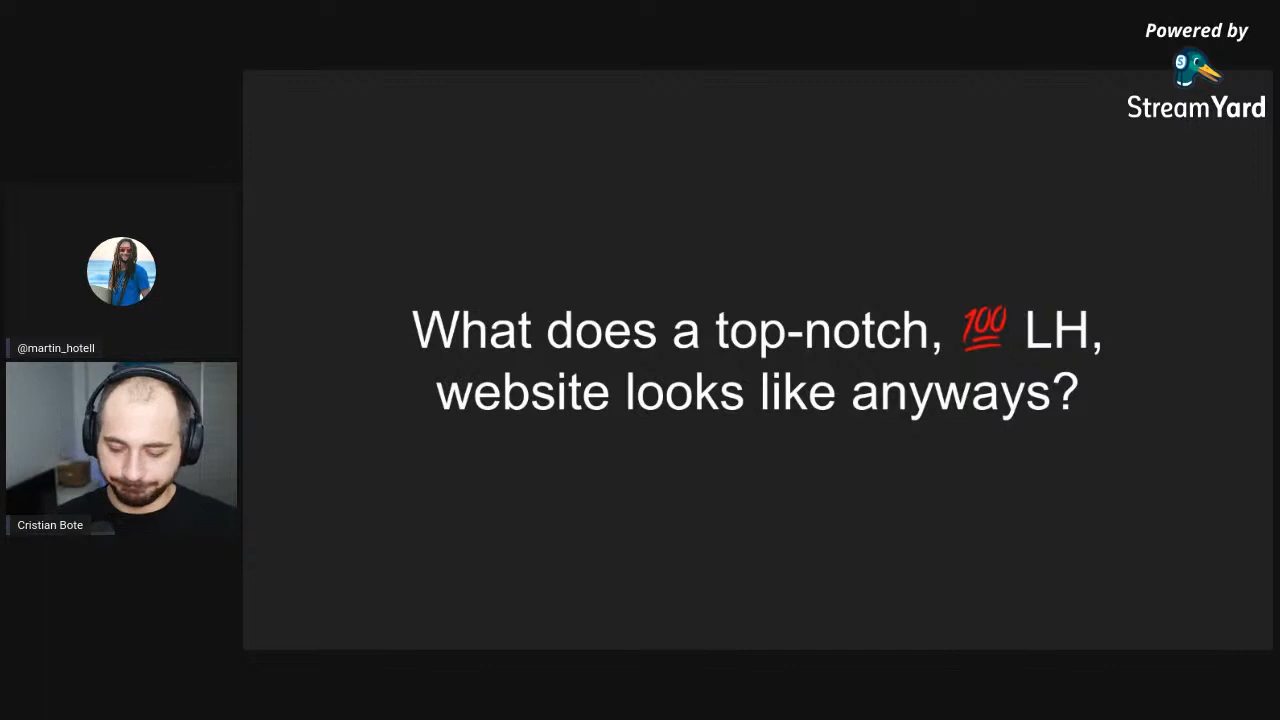 Powered by
StreamYard
@martin_hotell
Cristian Bote
What does a top-notch, 💯 LH,
website looks like anyways?